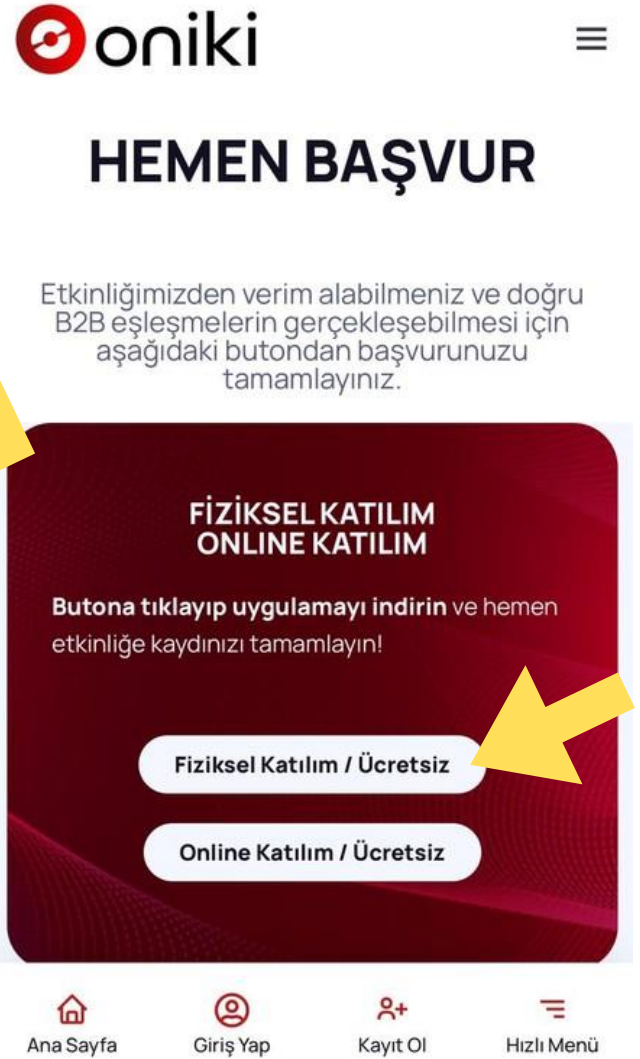 oniki
HEMEN BAŞVUR
Etkinliğimizden verim alabilmeniz ve doğru
B2B eşleşmelerin gerçekleşebilmesi için
aşağıdaki butondan başvurunuzu
tamamlayınız.
FİZİKSEL KATILIM
ONLINE KATILIM
Butona tıklayıp uygulamayı indirin ve hemen
etkinliğe kaydınızı tamamlayın!
Fiziksel Katılım / Ücretsiz
Online Katılım / Ücretsiz
Ana Sayfa Giriş Yap Kayıt Ol Hızlı Menü